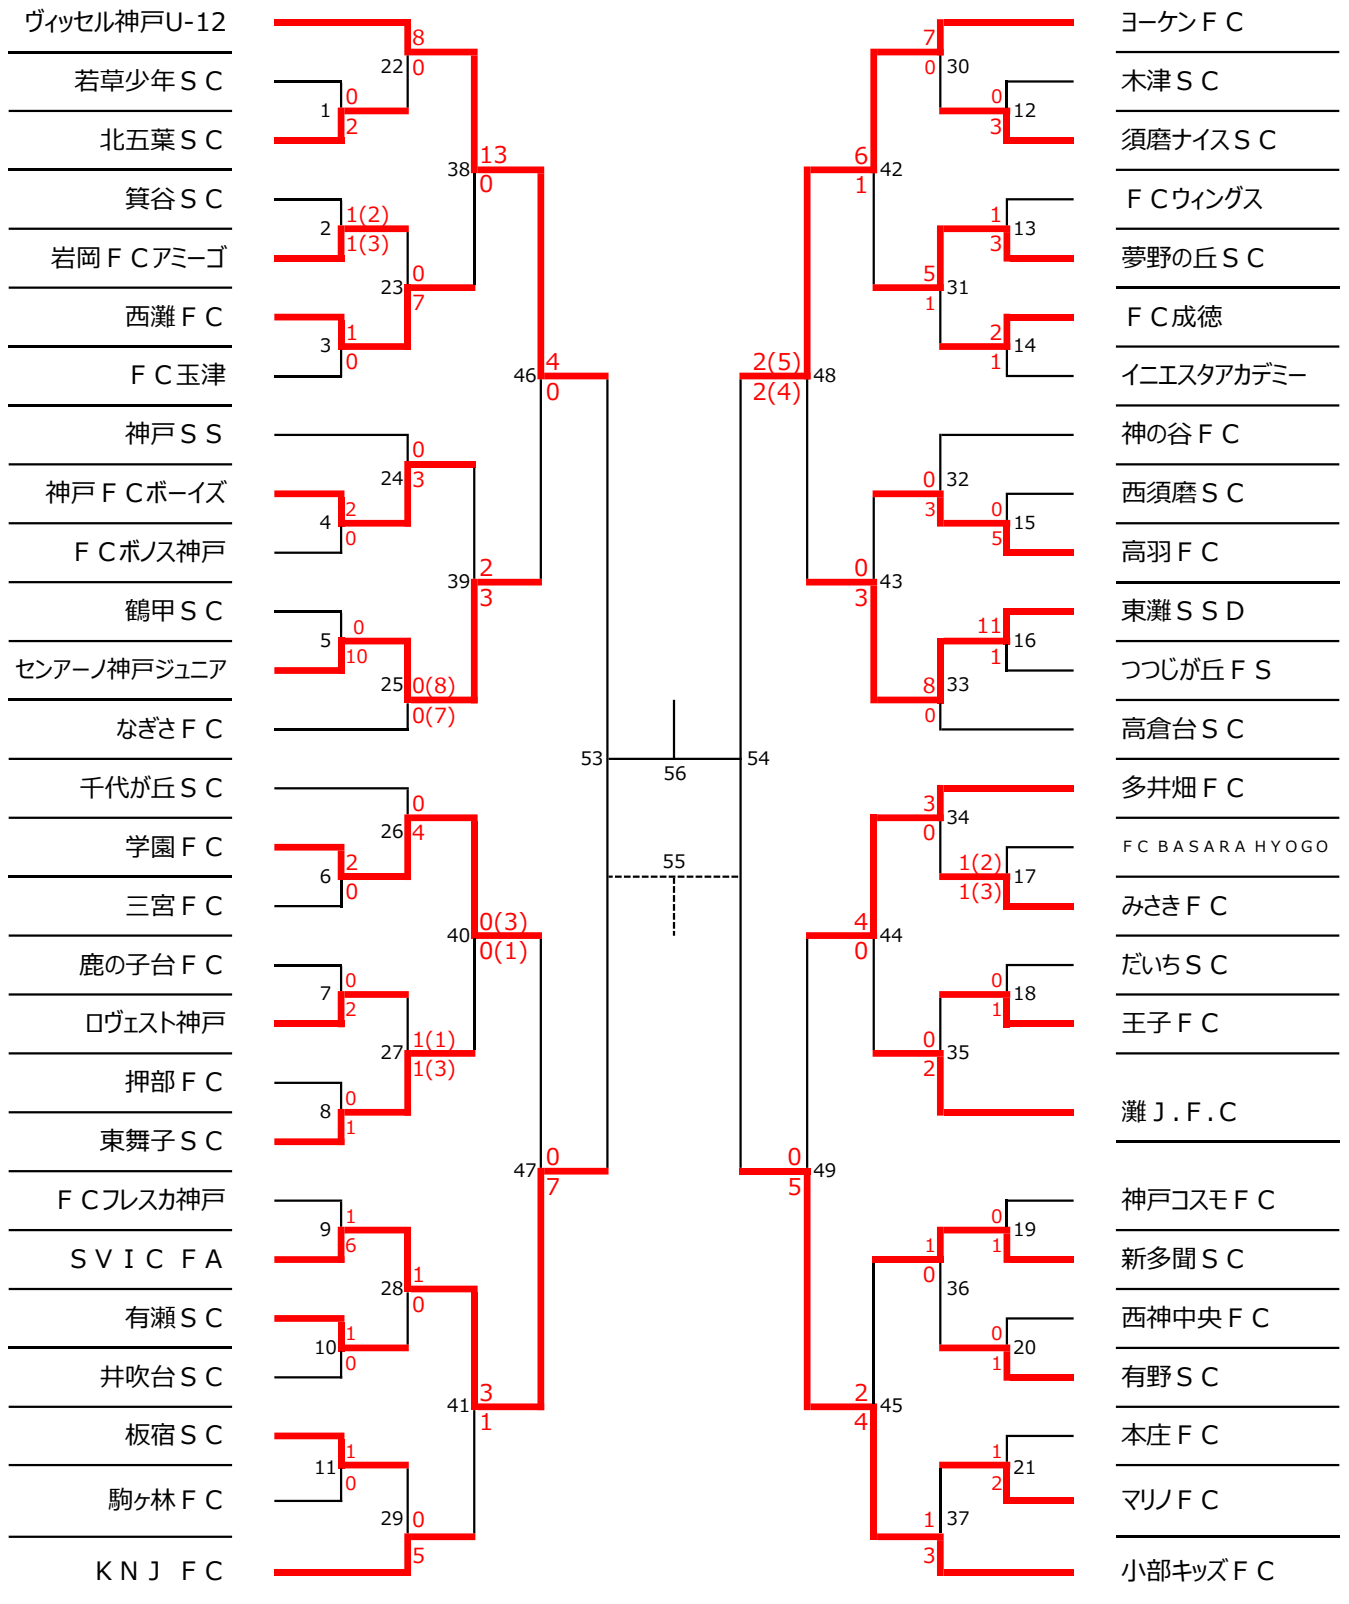 ヴィッセル神戸U-12
若草少年ＳＣ
北五葉ＳＣ
箕谷ＳＣ
岩岡ＦＣアミーゴ
西灘ＦＣ
ＦＣ玉津
神戸ＳＳ
神戸ＦＣボーイズ
ＦＣボノス神戸
鶴甲ＳＣ
センアーノ神戸ジュニア
なぎさＦＣ
千代が丘ＳＣ
学園ＦＣ
三宮ＦＣ
鹿の子台ＦＣ
ロヴェスト神戸
押部ＦＣ
東舞子ＳＣ
ＦＣフレスカ神戸
ＳＶＩＣ　ＦＡ
有瀬ＳＣ
井吹台ＳＣ
板宿ＳＣ
駒ヶ林ＦＣ
ＫＮＪ　ＦＣ
1
0
2
2
1(2)
1(3)
3
1
0
4
2
0
5
0
10
6
2
0
7
0
2
8
0
1
9
1
6
10
1
0
11
1
0
22
8
0
23
0
7
24
0
3
25
0(8)
0(7)
26
0
4
27
1(1)
1(3)
28
1
0
29
0
5
38
13
0
39
2
3
40
0(3)
0(1)
41
3
1
46
4
0
47
0
7
53
56
55
54
2(5)
2(4)
48
0
5
49
6
1
42
0
3
43
4
0
44
2
4
45
7
0
30
5
1
31
0
3
32
8
0
33
3
0
34
0
2
35
1
0
36
1
3
37
0
3
12
1
3
13
2
1
14
0
5
15
11
1
16
1(2)
1(3)
17
0
1
18
0
1
19
0
1
20
1
2
21
ヨーケンＦＣ
木津ＳＣ
須磨ナイスＳＣ
ＦＣウィングス
夢野の丘ＳＣ
ＦＣ成徳
イニエスタアカデミー
神の谷ＦＣ
西須磨ＳＣ
高羽ＦＣ
東灘ＳＳＤ
つつじが丘ＦＳ
高倉台ＳＣ
多井畑ＦＣ
ＦＣ ＢＡＳＡＲＡ ＨＹＯＧＯ
みさきＦＣ
だいちＳＣ
王子ＦＣ
灘Ｊ.Ｆ.Ｃ
神戸コスモＦＣ
新多聞ＳＣ
西神中央ＦＣ
有野ＳＣ
本庄ＦＣ
マリノＦＣ
小部キッズＦＣ